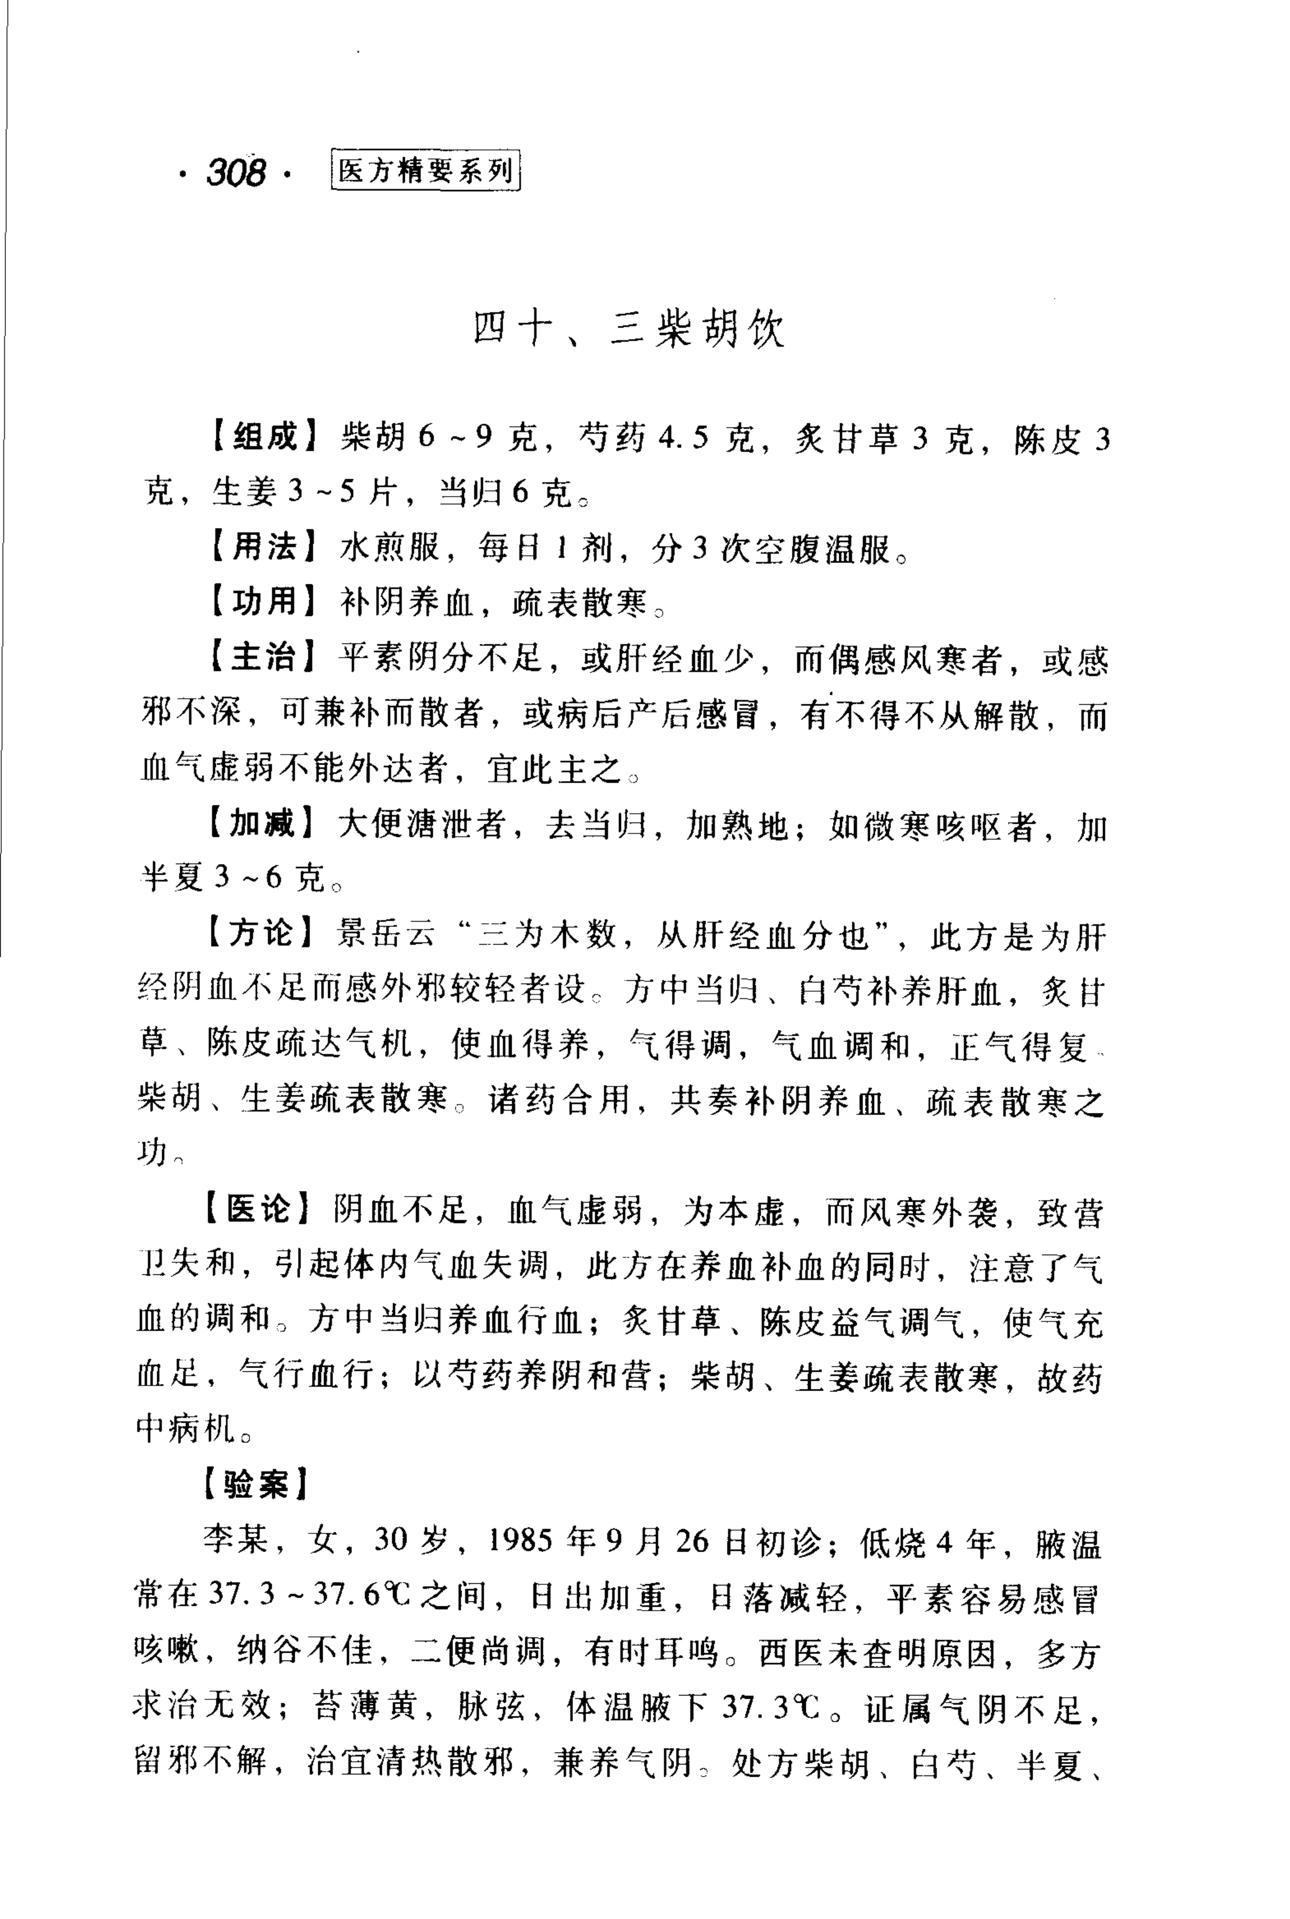 · 308 · 医方精要系列
四十、三柴胡饮
【组成】柴胡6~9克，芍药4.5克，炙甘草3克，陈皮3
克，生姜3~5片，当归6克。
【用法】水煎服，每日1剂，分3次空腹温服。
【功用】补阴养血，疏表散寒。
【主治】平素阴分不足，或肝经血少，而偶感风寒者，或感
邪不深，可兼补而散者，或病后产后感冒，有不得不从解散，而
血气虚弱不能外达者，宜此主之。
【加减】大便溏泄者，去当归，加熟地；如微寒咳呕者，加
半夏3~6克。
【方论】景岳云“三为木数，从肝经血分也”，此方是为肝
经阴血不足而感外邪较轻者设。方中当归、白芍补养肝血，炙甘
草、陈皮疏达气机，使血得养，气得调，气血调和，正气得复。
柴胡、生姜疏表散寒。诸药合用，共奏补阴养血、疏表散寒之
功。
【医论】阴血不足，血气虚弱，为本虚，而风寒外袭，致营
卫失和，引起体内气血失调，此方在养血补血的同时，注意了气
血的调和。方中当归养血行血；炙甘草、陈皮益气调气，使气充
血足，气行血行；以芍药养阴和营；柴胡、生姜疏表散寒，故药
中病机。
【验案】
李某，女，30岁，1985年9月26日初诊；低烧4年，腋温
常在37.3~37.6℃之间，日出加重，日落减轻，平素容易感冒
咳嗽，纳谷不佳，二便尚调，有时耳鸣。西医未查明原因，多方
求治无效；苔薄黄，脉弦，体温腋下37.3℃。证属气阴不足，
留邪不解，治宜清热散邪，兼养气阴。处方柴胡、白芍、半夏、